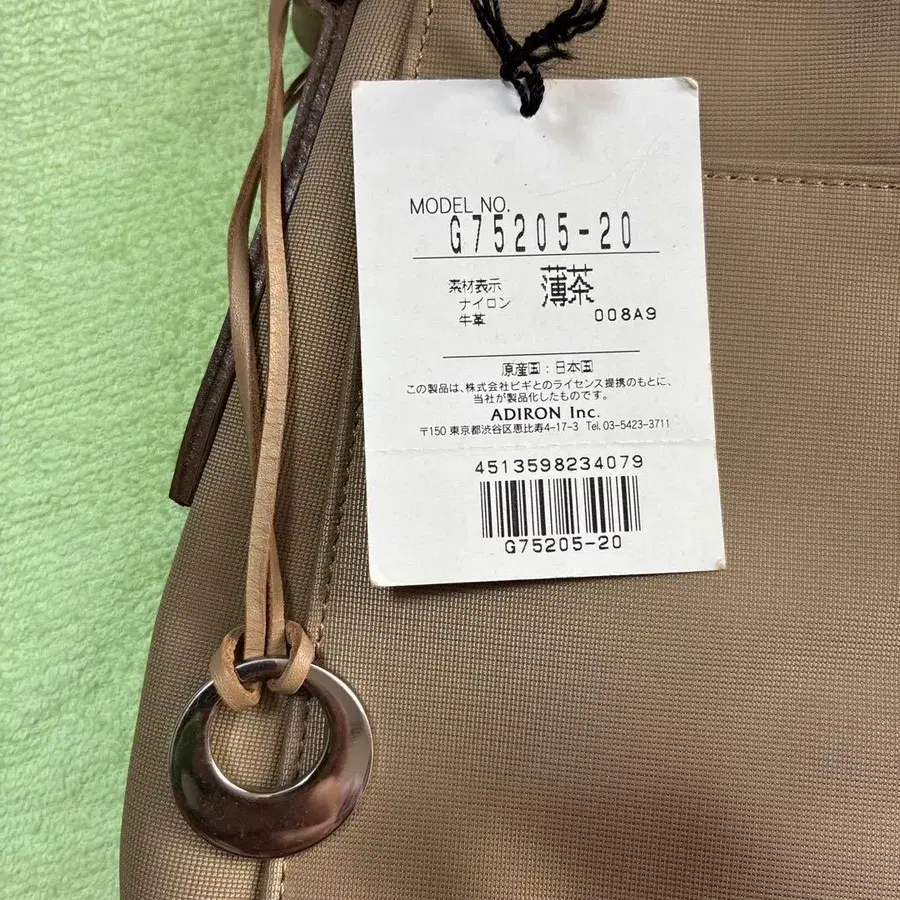 MODEL NO.
G75205-20
素材表示 薄茶
ナイロン
牛革 008A9
原産国：日本国
この製品は、株式会社ビギとのライセンス提携のもとに、
当社が製品化したものです。
ADIRON Inc.
〒150 東京都渋谷区恵比寿4-17-3 Tel. 03-5423-3711
4513598234079
G75205-20